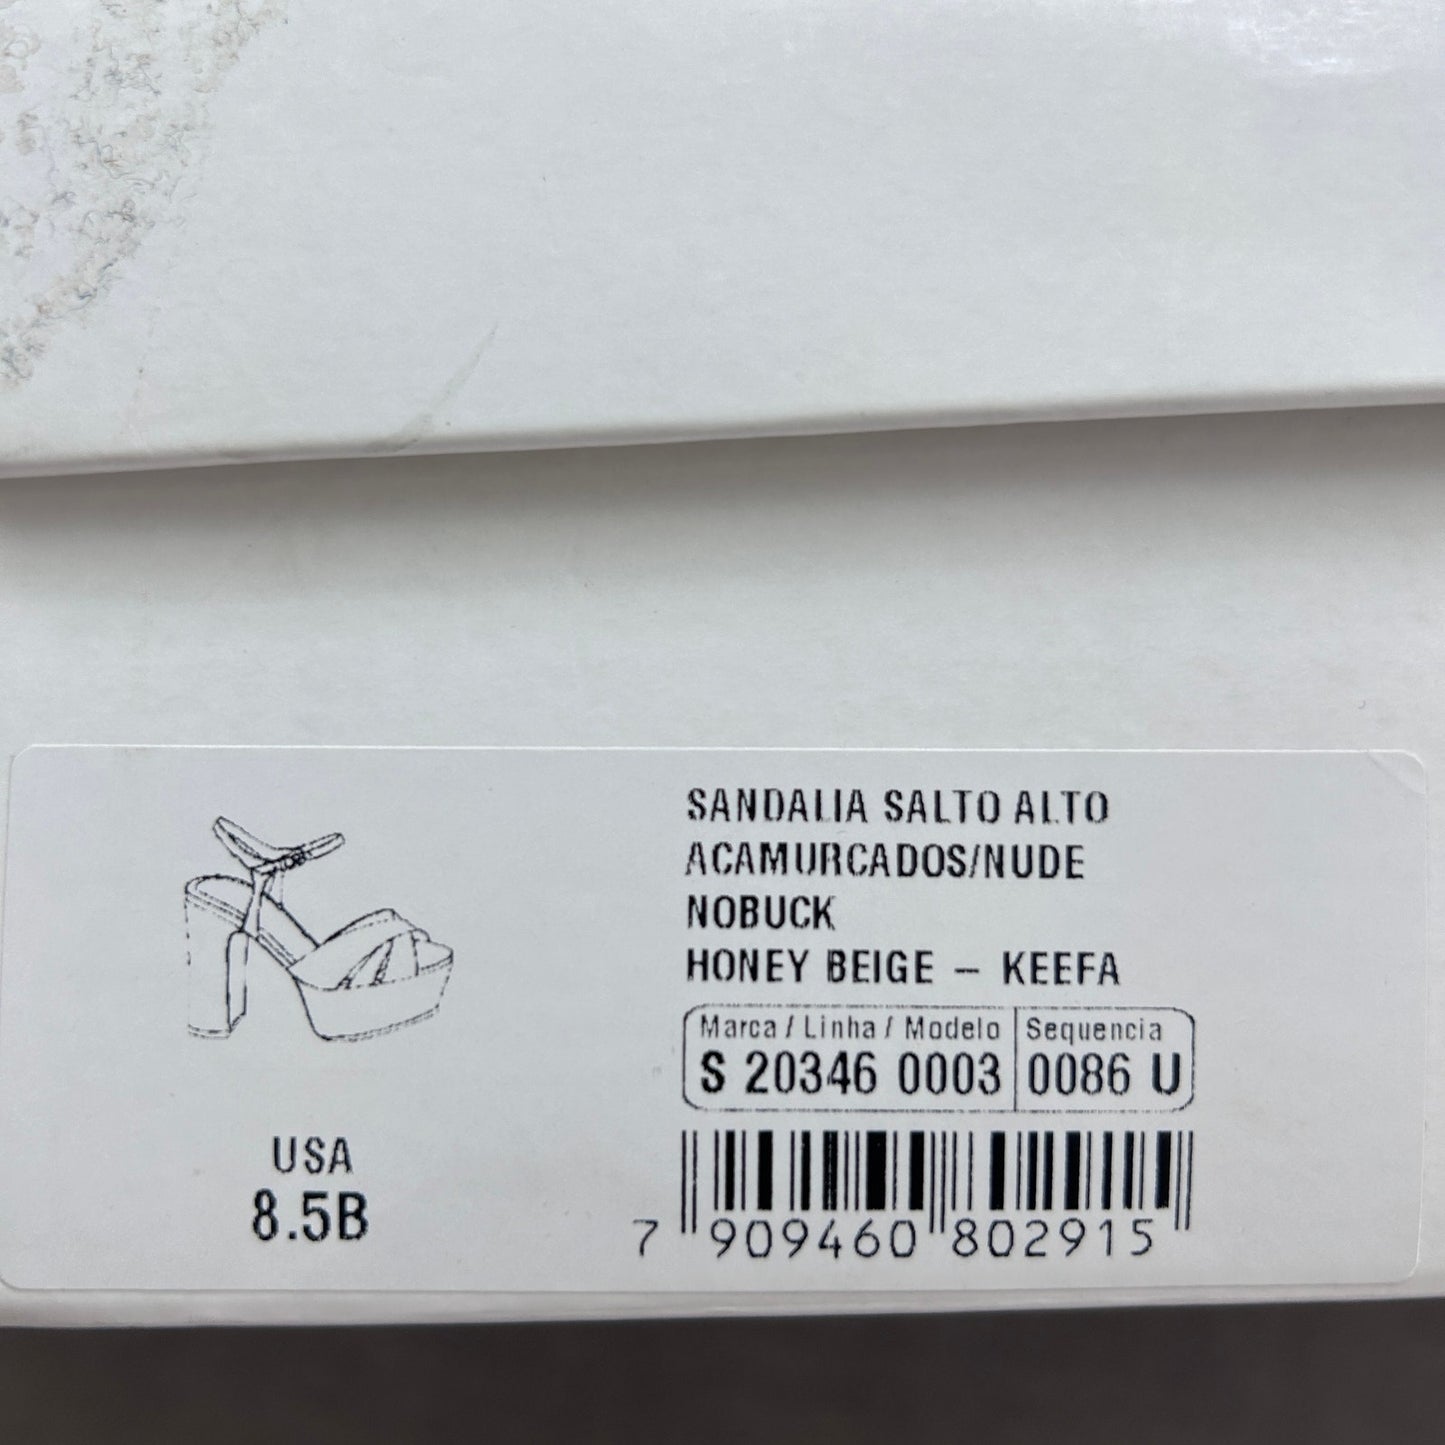 SANDALIA SALTO ALTO
ACAMURCADOS/NUDE
NOBUCK
HONEY BEIGE – KEEFA
Marca / Linha / Modelo Sequencia
S 20346 0003 0086 U
USA
8.5B
7 909460 802915